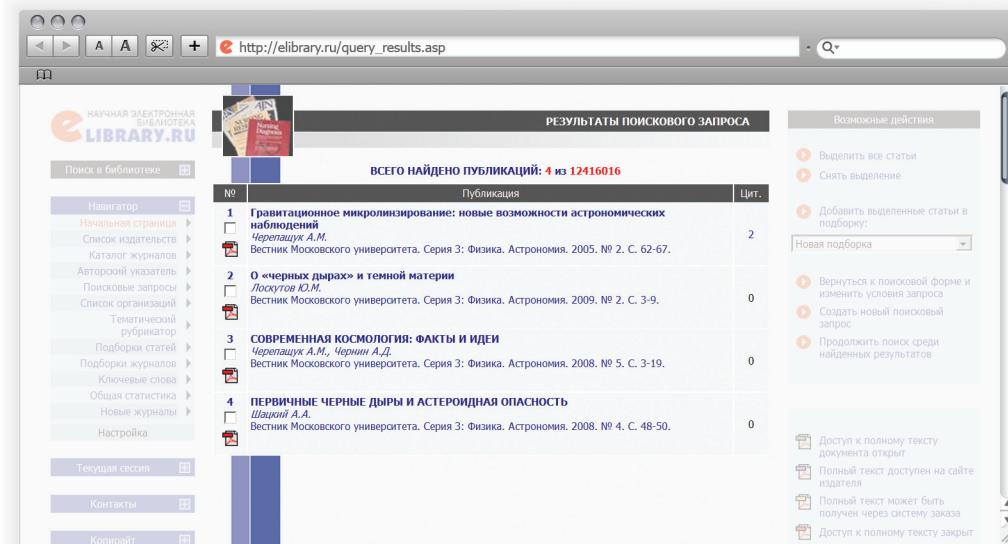 A A
http://elibrary.ru/query_results.asp
Q
НАУЧНАЯ ЭЛЕКТРОННАЯ
БИБЛИОТЕКА
eLIBRARY.RU
Поиск в библиотеке
Навигатор
Начальная страница
Список издательств
Каталог журналов
Авторский указатель
Поисковые запросы
Список организаций
Тематический
рубрикатор
Подборки статей
Подборки журналов
Ключевые слова
Общая статистика
Новые журналы
Настройка
Текущая сессия
Контакты
Копирайт
AJN
Nursing
Diagnosis
РЕЗУЛЬТАТЫ ПОИСКОВОГО ЗАПРОСА
ВСЕГО НАЙДЕНО ПУБЛИКАЦИЙ: 4 из 12416016
№ Публикация Цит.
1 Гравитационное микролинзирование: новые возможности астрономических
наблюдений
Черепащук А.М.
Вестник Московского университета. Серия 3: Физика. Астрономия. 2005. № 2. С. 62-67.
2
2 О «черных дырах» и темной материи
Лоскутов Ю.М.
Вестник Московского университета. Серия 3: Физика. Астрономия. 2009. № 2. С. 3-9.
0
3 СОВРЕМЕННАЯ КОСМОЛОГИЯ: ФАКТЫ И ИДЕИ
Черепащук А.М., Чернин А.Д.
Вестник Московского университета. Серия 3: Физика. Астрономия. 2008. № 5. С. 3-19.
0
4 ПЕРВИЧНЫЕ ЧЕРНЫЕ ДЫРЫ И АСТЕРОИДНАЯ ОПАСНОСТЬ
Шацкий А.А.
Вестник Московского университета. Серия 3: Физика. Астрономия. 2008. № 4. С. 48-50.
0
Возможные действия
Выделить все статьи
Снять выделение
Добавить выделенные статьи в
подборку:
Новая подборка
Вернуться к поисковой форме и
изменить условия запроса
Создать новый поисковый
запрос
Продолжить поиск среди
найденных результатов
Доступ к полному тексту
документа открыт
Полный текст доступен на сайте
издателя
Полный текст может быть
получен через систему заказа
Доступ к полному тексту закрыт